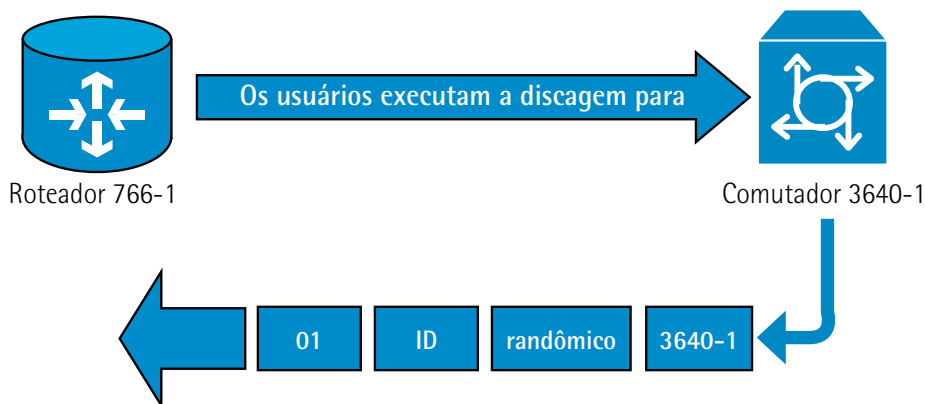 Os usuários executam a discagem para
Roteador 766-1
Comutador 3640-1
01
ID
randômico
3640-1